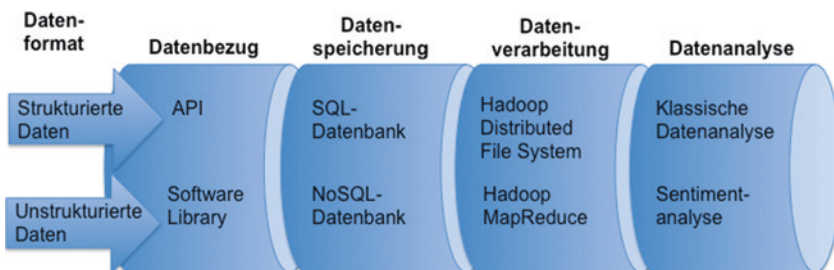 Daten-
format
Datenbezug
Daten-
speicherung
Daten-
verarbeitung
Datenanalyse
Strukturierte
Daten
API
SQL-
Datenbank
Hadoop
Distributed
File System
Klassische
Datenanalyse
Unstrukturierte
Daten
Software
Library
NoSQL-
Datenbank
Hadoop
MapReduce
Sentiment-
analyse